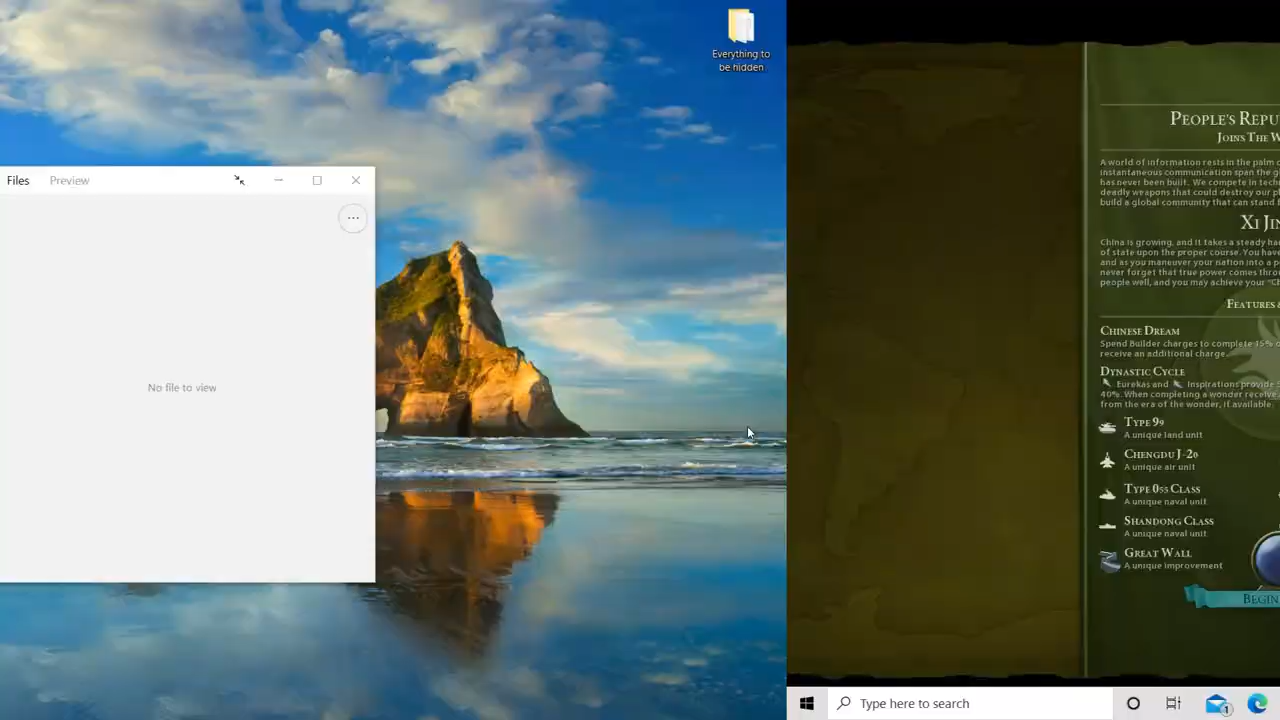 Everything to
be hidden
Files
Preview
No file to view
PEOPLE'S REPU
JOINS THE W
A world of information rests in the palm o
instantaneous communication span the g
has never been built. We compete in tech
deadly weapons that could destroy our pl
build a global community that can stand
XI JIN
China is growing, and it takes a steady ha
of state upon the proper course. You have
and as you maneuver your nation into a p
never forget that true power comes thro
people well, and you may achieve your "Ch
FEATURES &
CHINESE DREAM
Spend Builder charges to complete 15% o
receive an additional charge.
DYNASTIC CYCLE
Eurekas and Inspirations provide 5
40%. When completing a wonder receive
from the era of the wonder, if available.
TYPE 99
A unique land unit
CHENGDU J-20
A unique air unit
TYPE 055 CLASS
A unique naval unit
SHANDONG CLASS
A unique naval unit
GREAT WALL
A unique improvement
BEGIN
Type here to search
1